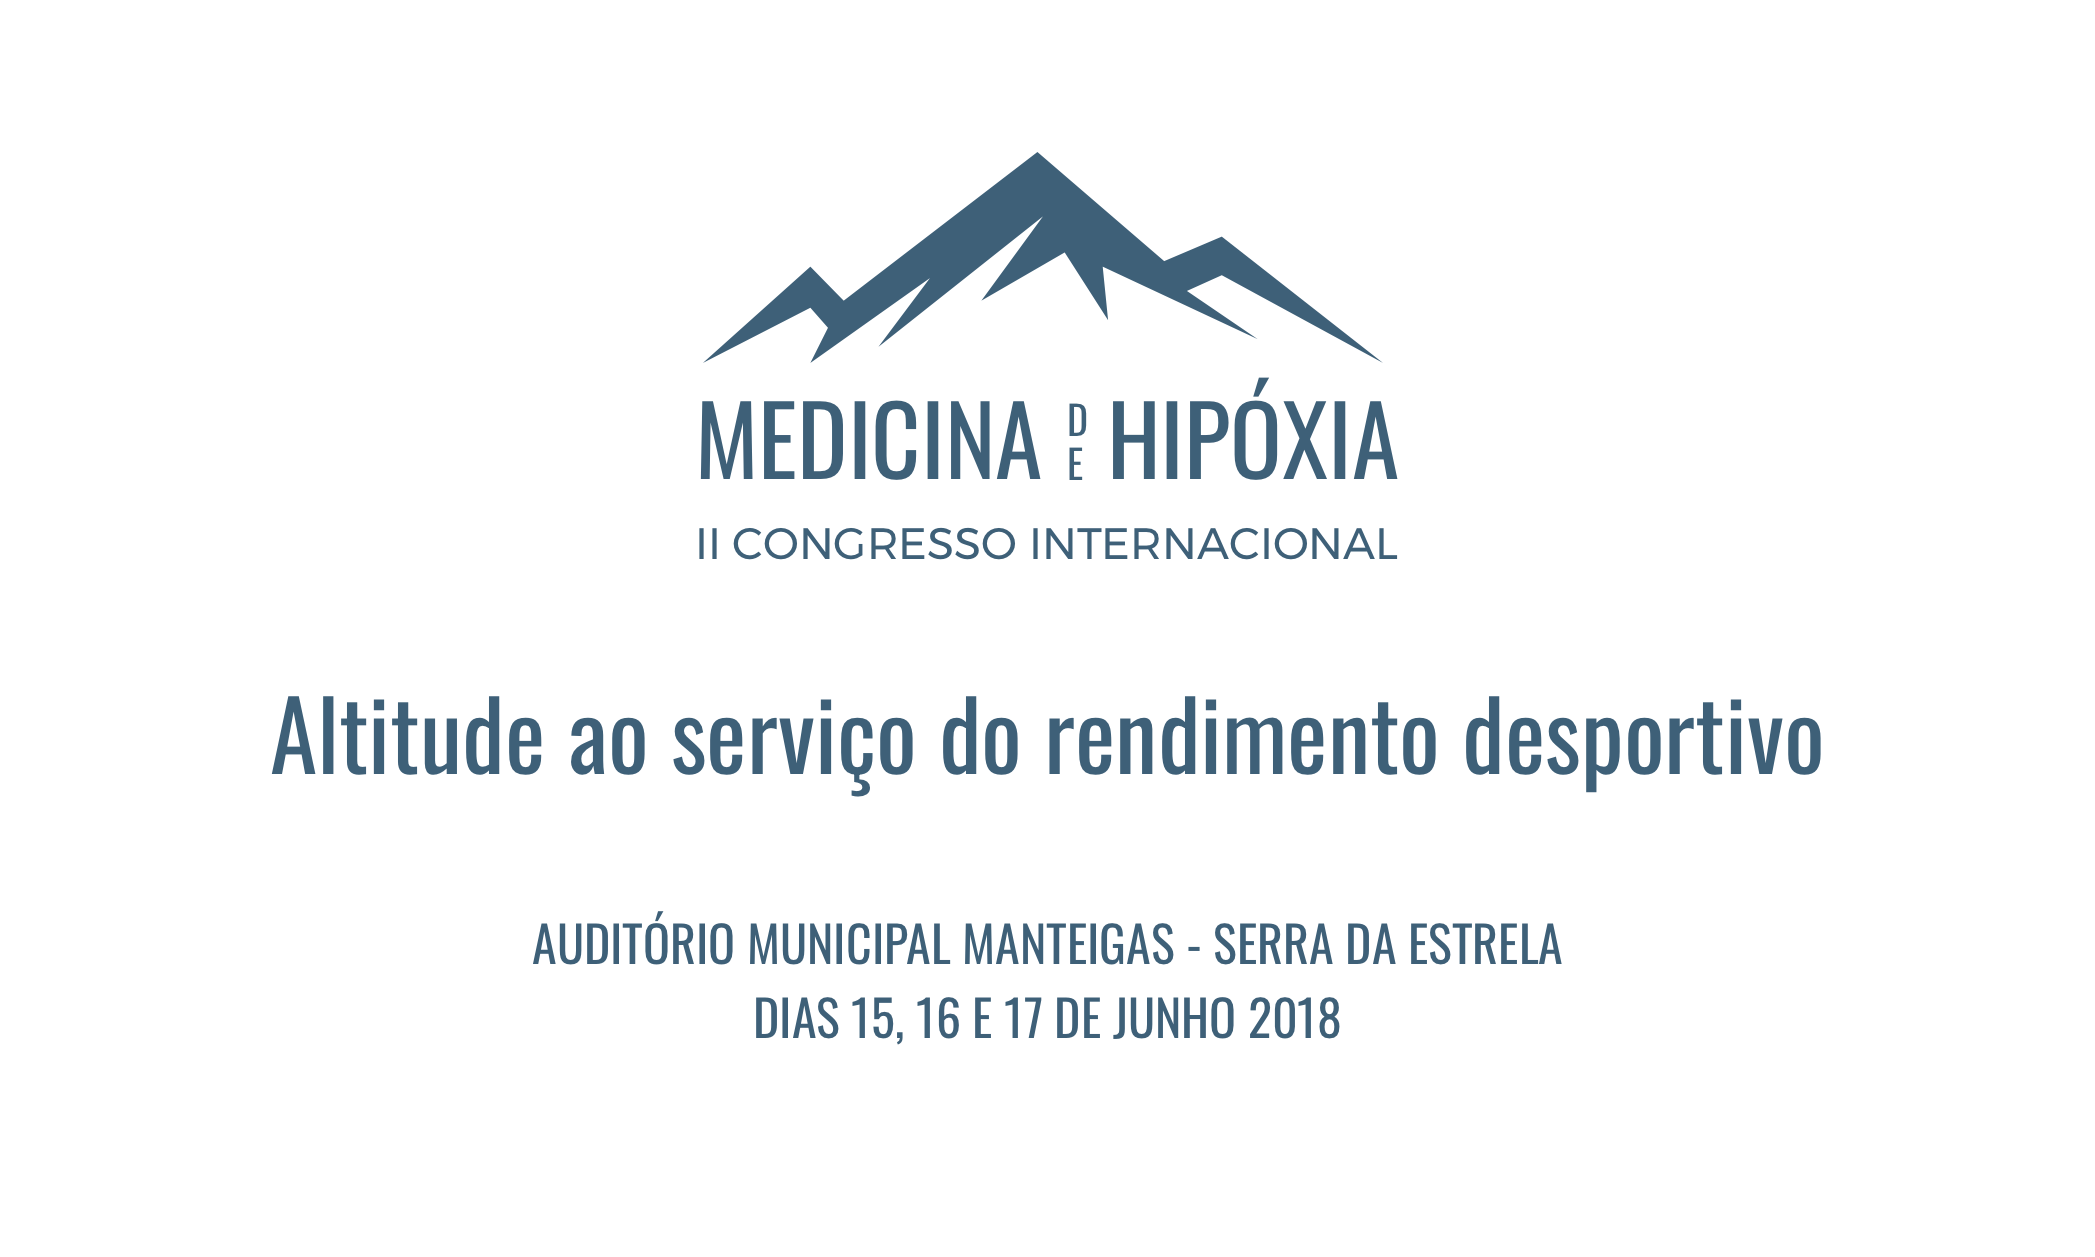 MEDICINA DE HIPÓXIA
II CONGRESSO INTERNACIONAL
Altitude ao serviço do rendimento desportivo
AUDITÓRIO MUNICIPAL MANTEIGAS - SERRA DA ESTRELA
DIAS 15, 16 E 17 DE JUNHO 2018